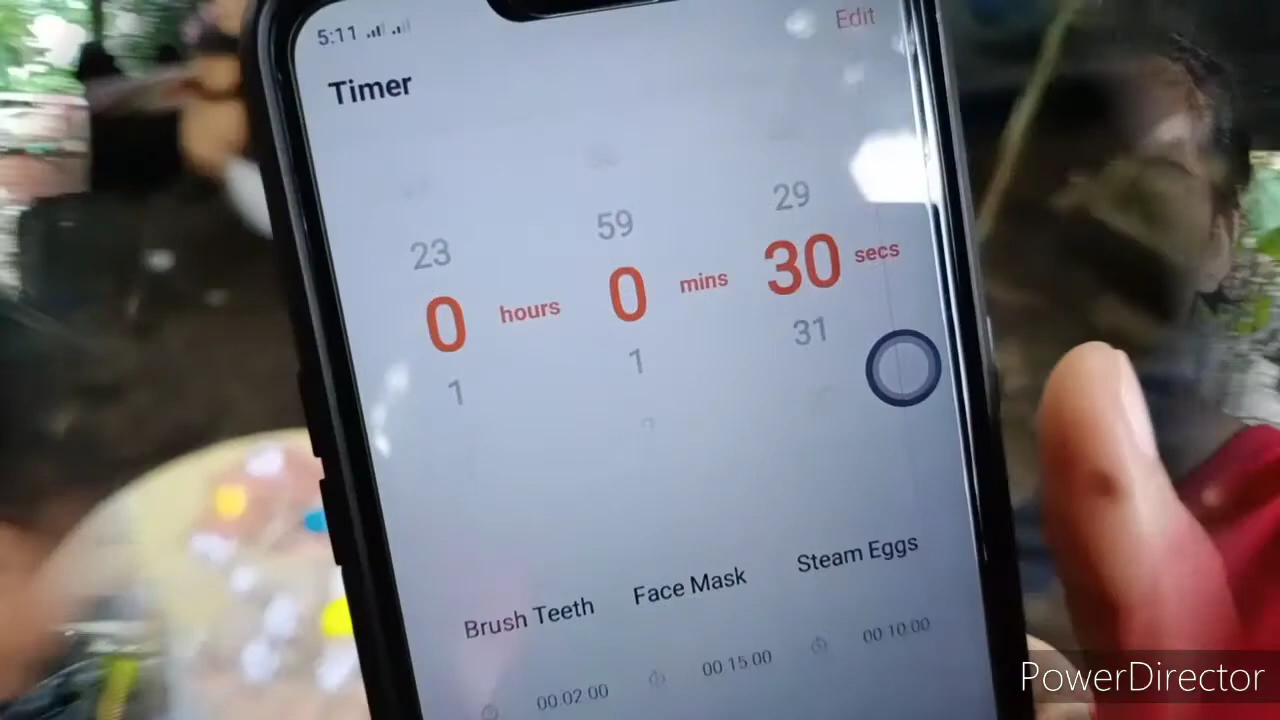 5:11
Edit
Timer
23 59 29
0 hours 0 mins 30 secs
1 1 31
Brush Teeth Face Mask Steam Eggs
00:02:00 00:15:00 00:10:00
PowerDirector